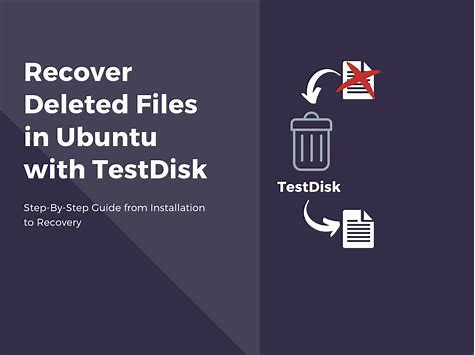 Recover
Deleted Files
in Ubuntu
with TestDisk
Step-By-Step Guide from Installation
to Recovery
TestDisk